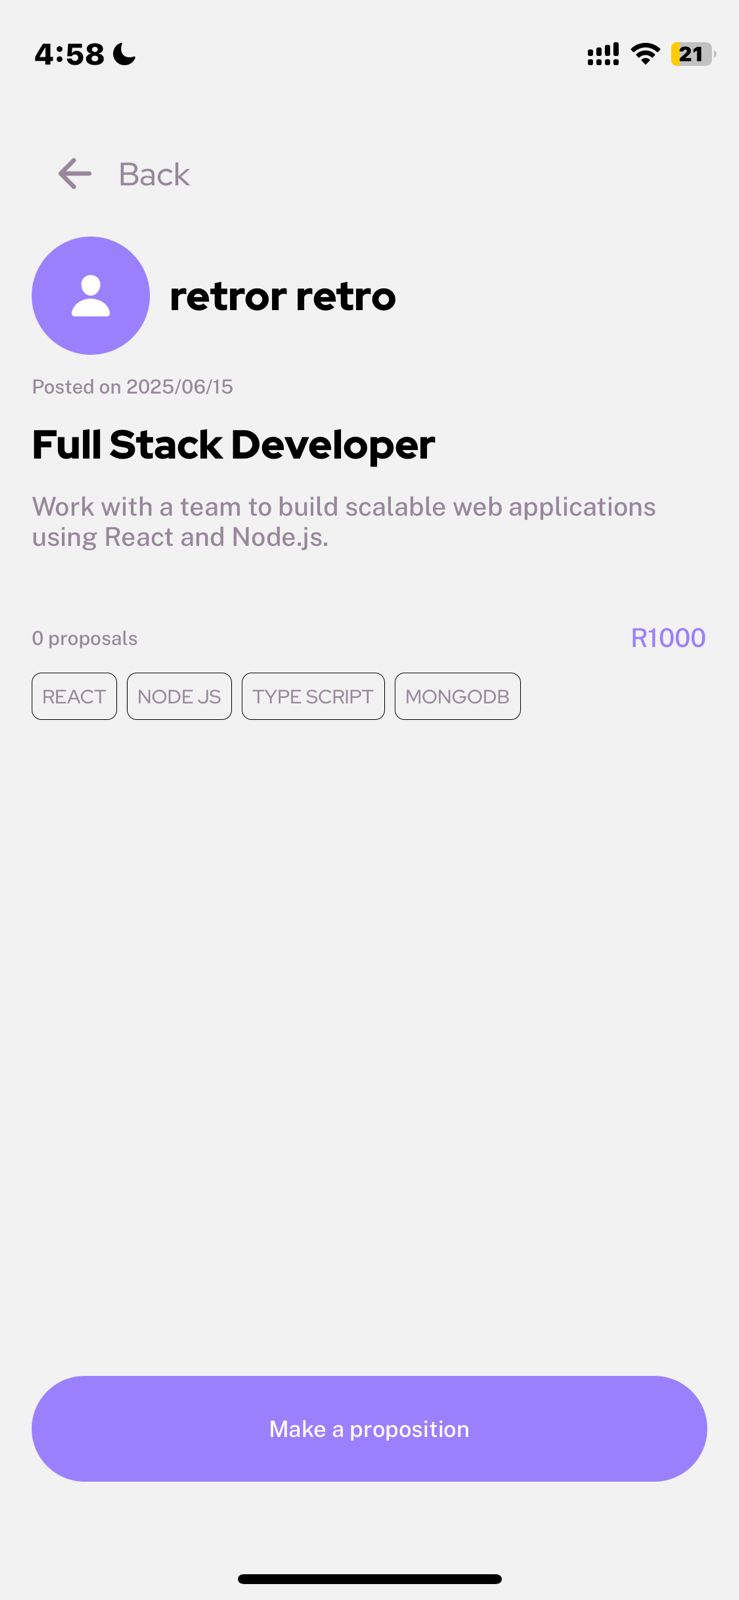 4:58
21
Back
retror retro
Posted on 2025/06/15
Full Stack Developer
Work with a team to build scalable web applications
using React and Node.js.
0 proposals
R1000
REACT
NODE JS
TYPE SCRIPT
MONGODB
Make a proposition